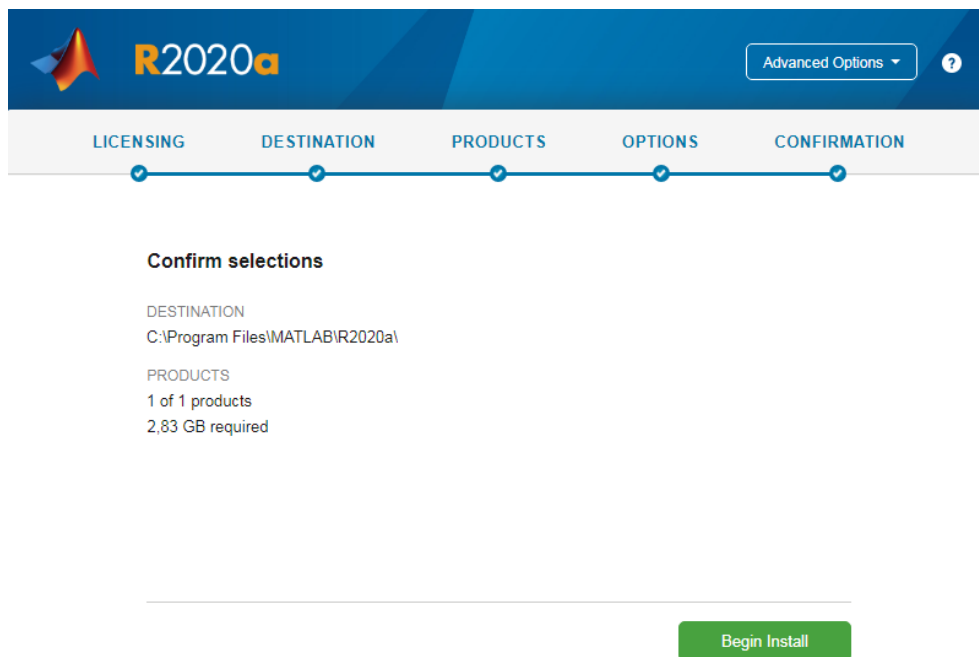 R2020a
Advanced Options
?
LICENSING DESTINATION PRODUCTS OPTIONS CONFIRMATION
Confirm selections
DESTINATION
C:\Program Files\MATLAB\R2020a\
PRODUCTS
1 of 1 products
2,83 GB required
Begin Install